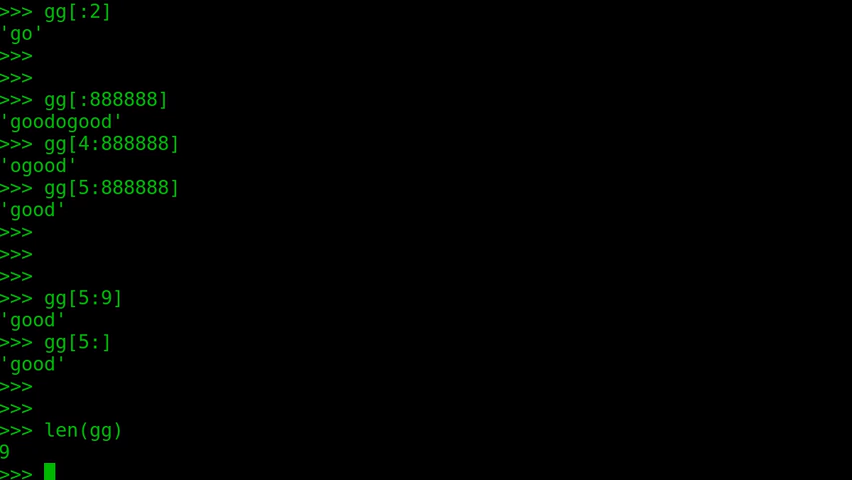 >>> gg[:2]
'go'
>>>
>>>
>>> gg[:888888]
'goodogood'
>>> gg[4:888888]
'ogood'
>>> gg[5:888888]
'good'
>>>
>>>
>>>
>>> gg[5:9]
'good'
>>> gg[5:]
'good'
>>>
>>>
>>> len(gg)
9
>>>